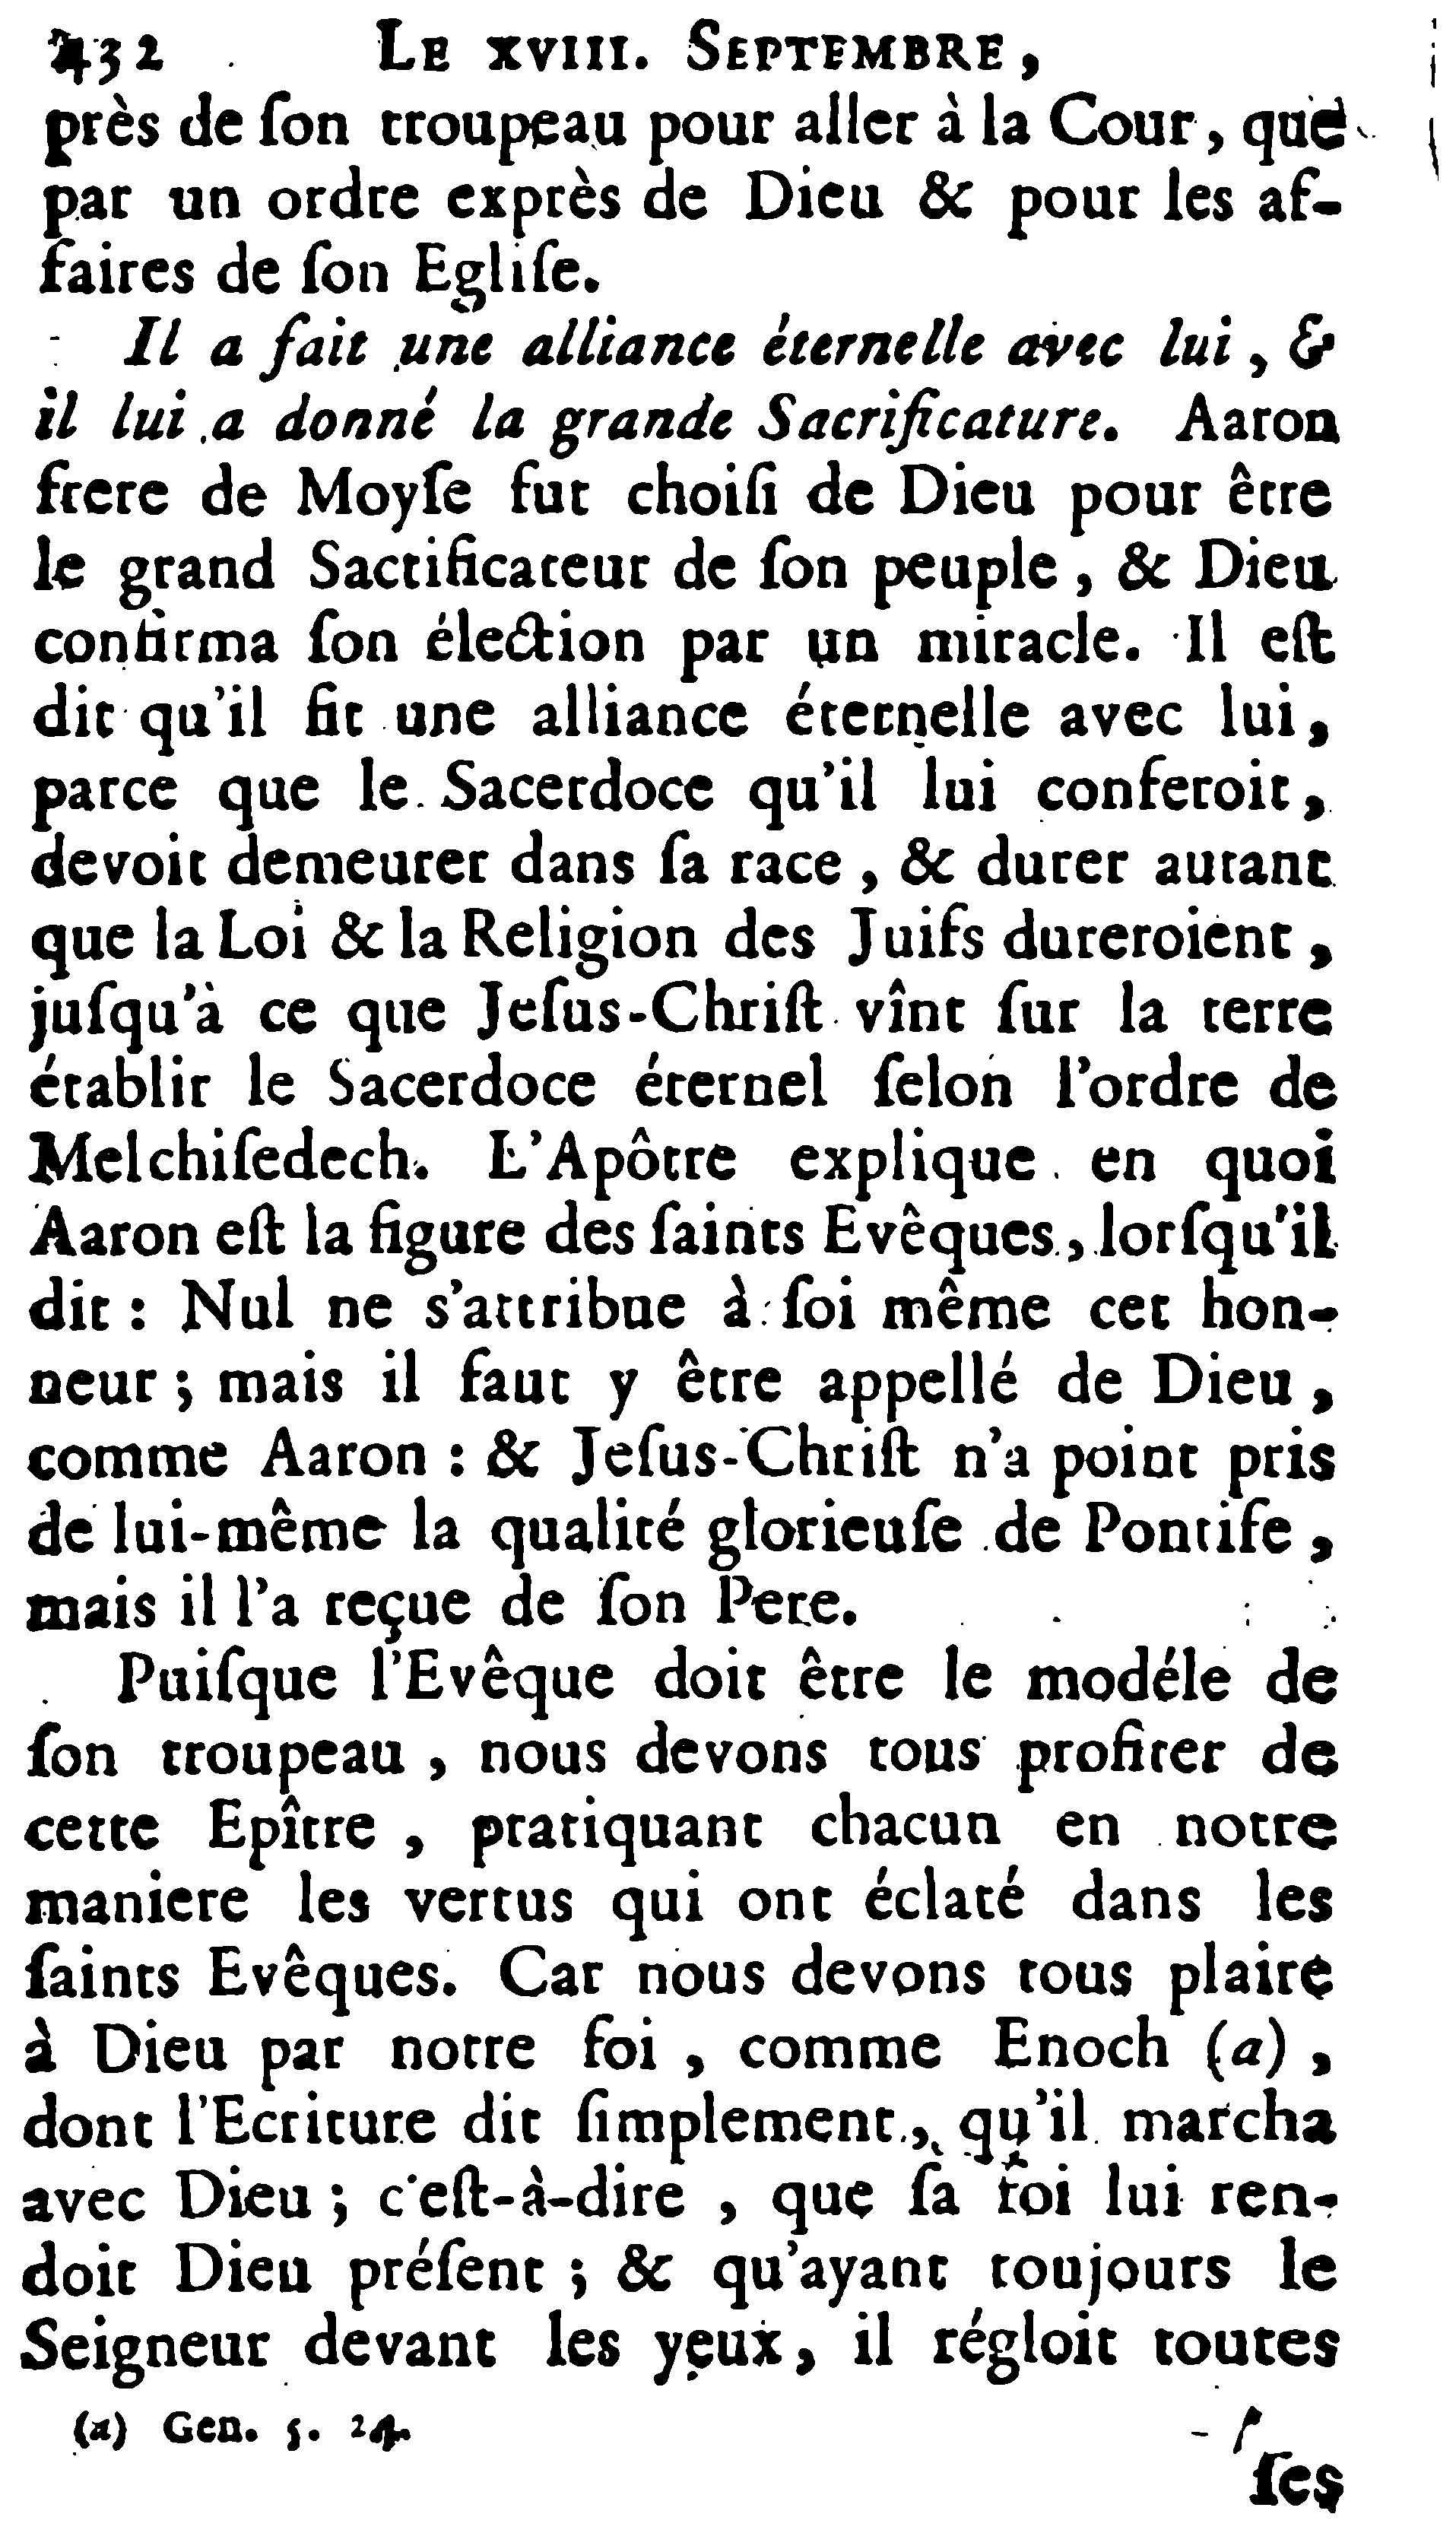 432 LE XVIII. SEPTEMBRE,
près de ſon troupeau pour aller à la Cour, que
par un ordre exprès de Dieu & pour les af-
faires de ſon Egliſe.
Il a fait une alliance éternelle avec lui, &
il lui a donné la grande Sacrificature. Aaron
frere de Moyſe fut choiſi de Dieu pour être
le grand Sacrificateur de ſon peuple, & Dieu
confirma ſon élection par un miracle. Il eſt
dit qu'il fit une alliance éternelle avec lui,
parce que le Sacerdoce qu'il lui conferoit,
devoit demeurer dans ſa race, & durer autant
que la Loi & la Religion des Juifs dureroient,
juſqu'à ce que Jeſus-Chriſt vînt ſur la terre
établir le Sacerdoce éternel ſelon l'ordre de
Melchiſedech. L'Apôtre explique en quoi
Aaron eſt la figure des ſaints Evêques, lorſqu'il
dit : Nul ne s'attribue à ſoi même cet hon-
neur ; mais il faut y être appellé de Dieu,
comme Aaron : & Jeſus-Chriſt n'a point pris
de lui-même la qualité glorieuſe de Pontife,
mais il l'a reçue de ſon Pere.
Puiſque l'Evêque doit être le modéle de
ſon troupeau, nous devons tous profiter de
cette Epître, pratiquant chacun en notre
maniere les vertus qui ont éclaté dans les
ſaints Evêques. Car nous devons tous plaire
à Dieu par notre foi, comme Enoch (a),
dont l'Ecriture dit ſimplement, qu'il marcha
avec Dieu ; c'eſt-à-dire, que ſa foi lui ren-
doit Dieu préſent ; & qu'ayant toujours le
Seigneur devant les yeux, il régloit toutes
(a) Gen. 5. 24.
ſes